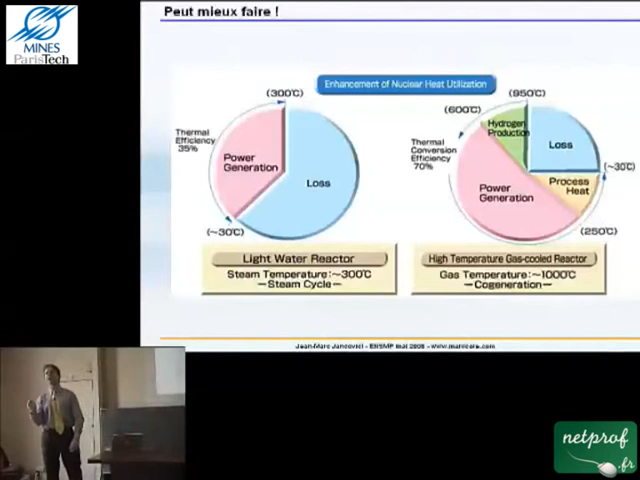 Peut mieux faire !
MINES
ParisTech
Enhancement of Nuclear Heat Utilization
(300℃)
Thermal
Efficiency
35%
Power
Generation
Loss
(~30℃)
Light Water Reactor
Steam Temperature:~300℃
—Steam Cycle—
(950℃)
(600℃)
Hydrogen
Production
Thermal
Conversion
Efficiency
70%
Loss
(~30℃)
Process
Heat
Power
Generation
(250℃)
High Temperature Gas-cooled Reactor
Gas Temperature:~1000℃
—Cogeneration—
Jean-Marc Jancovici - ENSMP mai 2008 - www.manicore.com
netprof
.fr